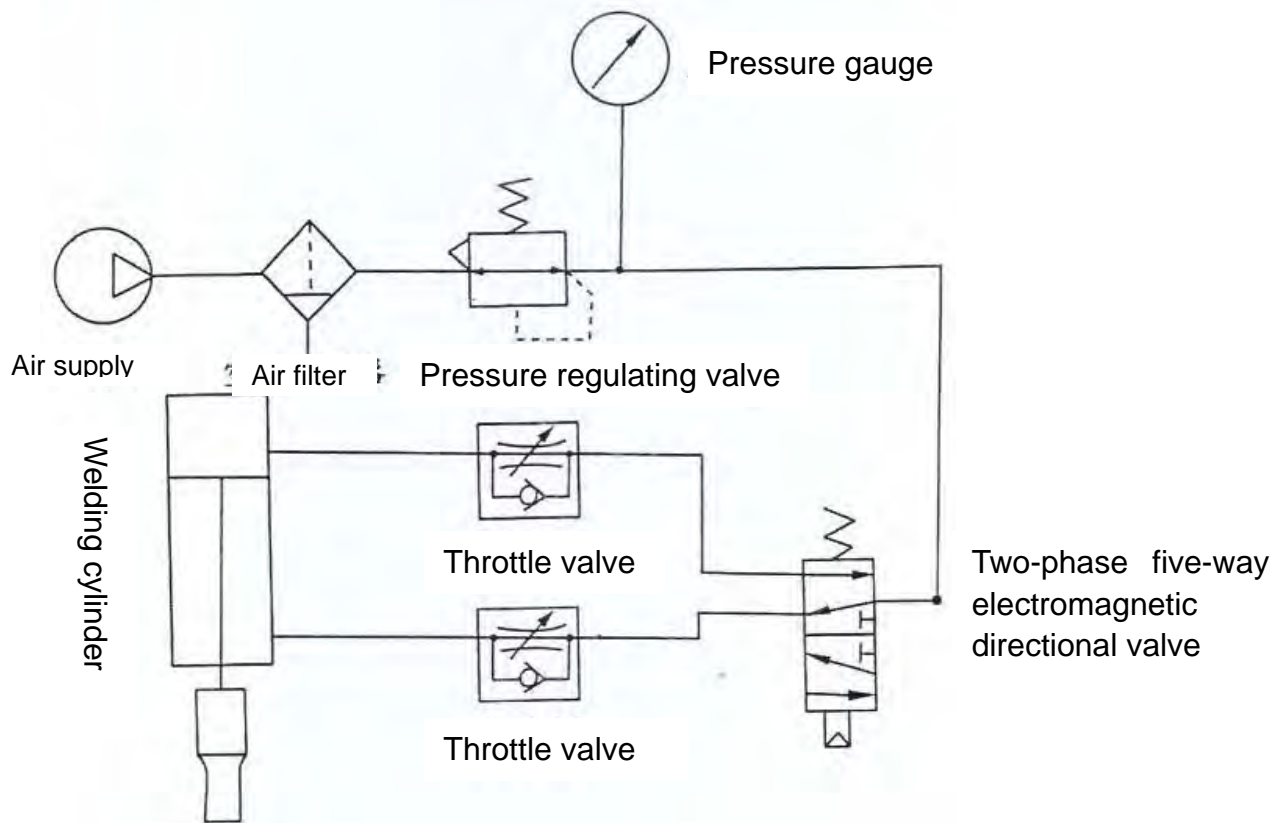 Pressure gauge
Air supply
Air filter
Pressure regulating valve
Welding cylinder
Throttle valve
Two-phase five-way
electromagnetic
directional valve
Throttle valve